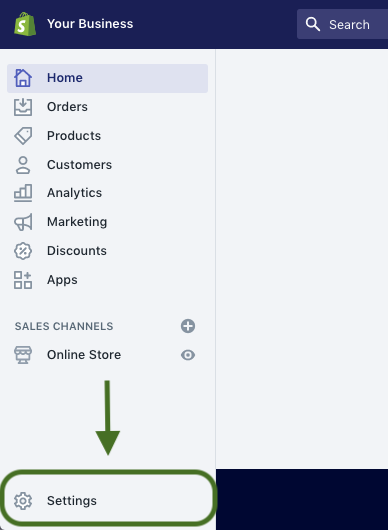 Your Business
Search
Home
Orders
Products
Customers
Analytics
Marketing
Discounts
Apps
SALES CHANNELS
Online Store
Settings